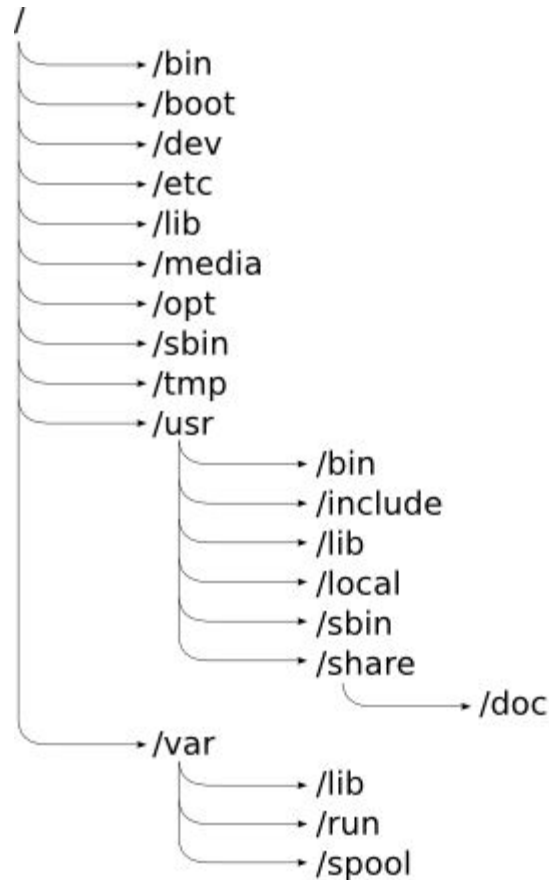 /
/bin
/boot
/dev
/etc
/lib
/media
/opt
/sbin
/tmp
/usr
/bin
/include
/lib
/local
/sbin
/share
/doc
/var
/lib
/run
/spool